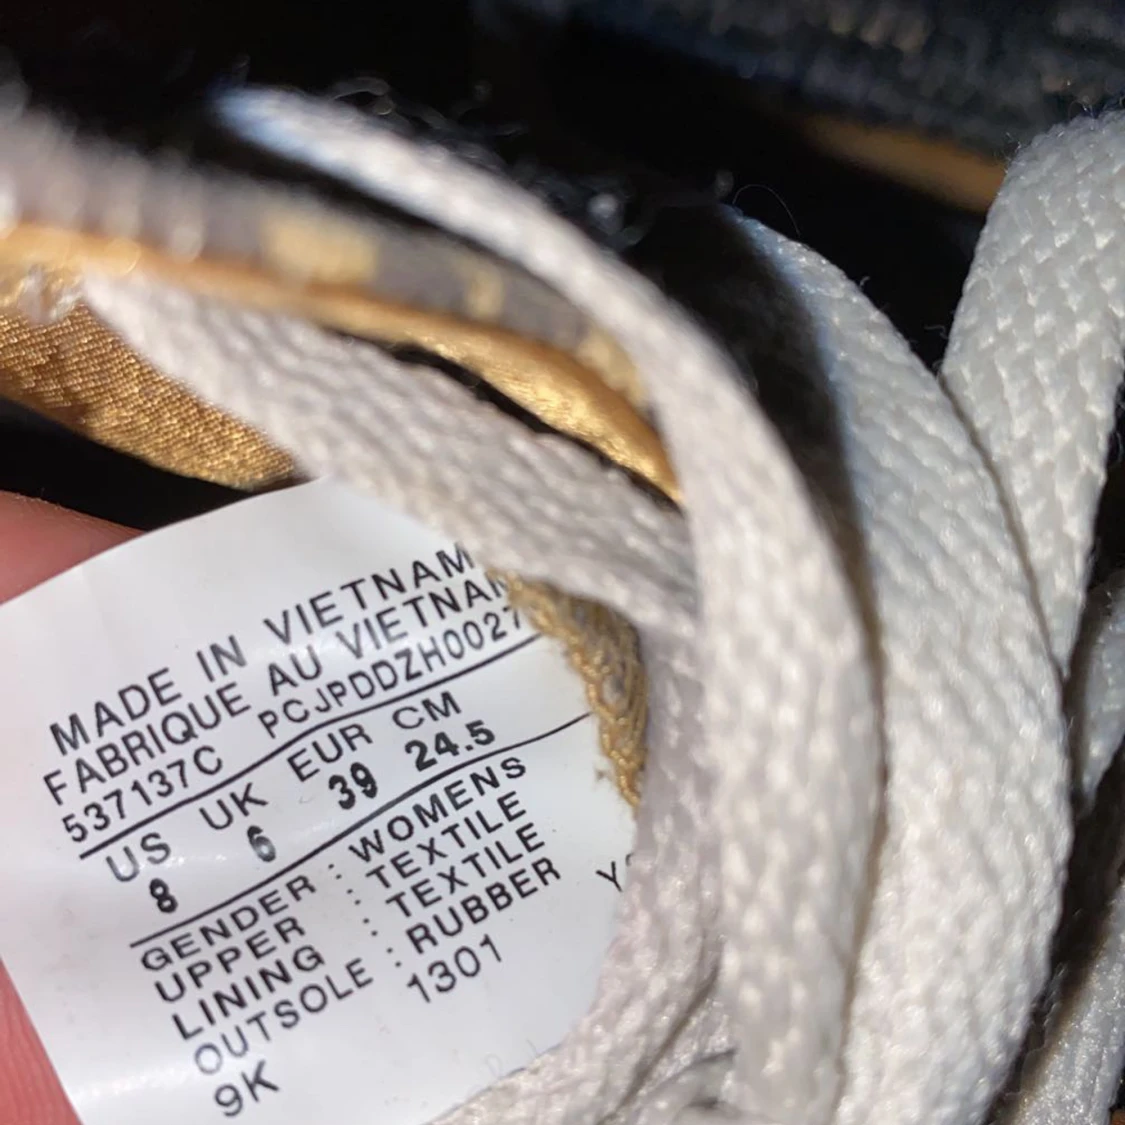 MADE IN VIETNAM
FABRIQUE AU VIETNAM
537137C PCJPDDZH0027
US UK EUR CM
8 6 39 24.5
GENDER : WOMENS
UPPER : TEXTILE
LINING : TEXTILE
OUTSOLE : RUBBER
9K 1301